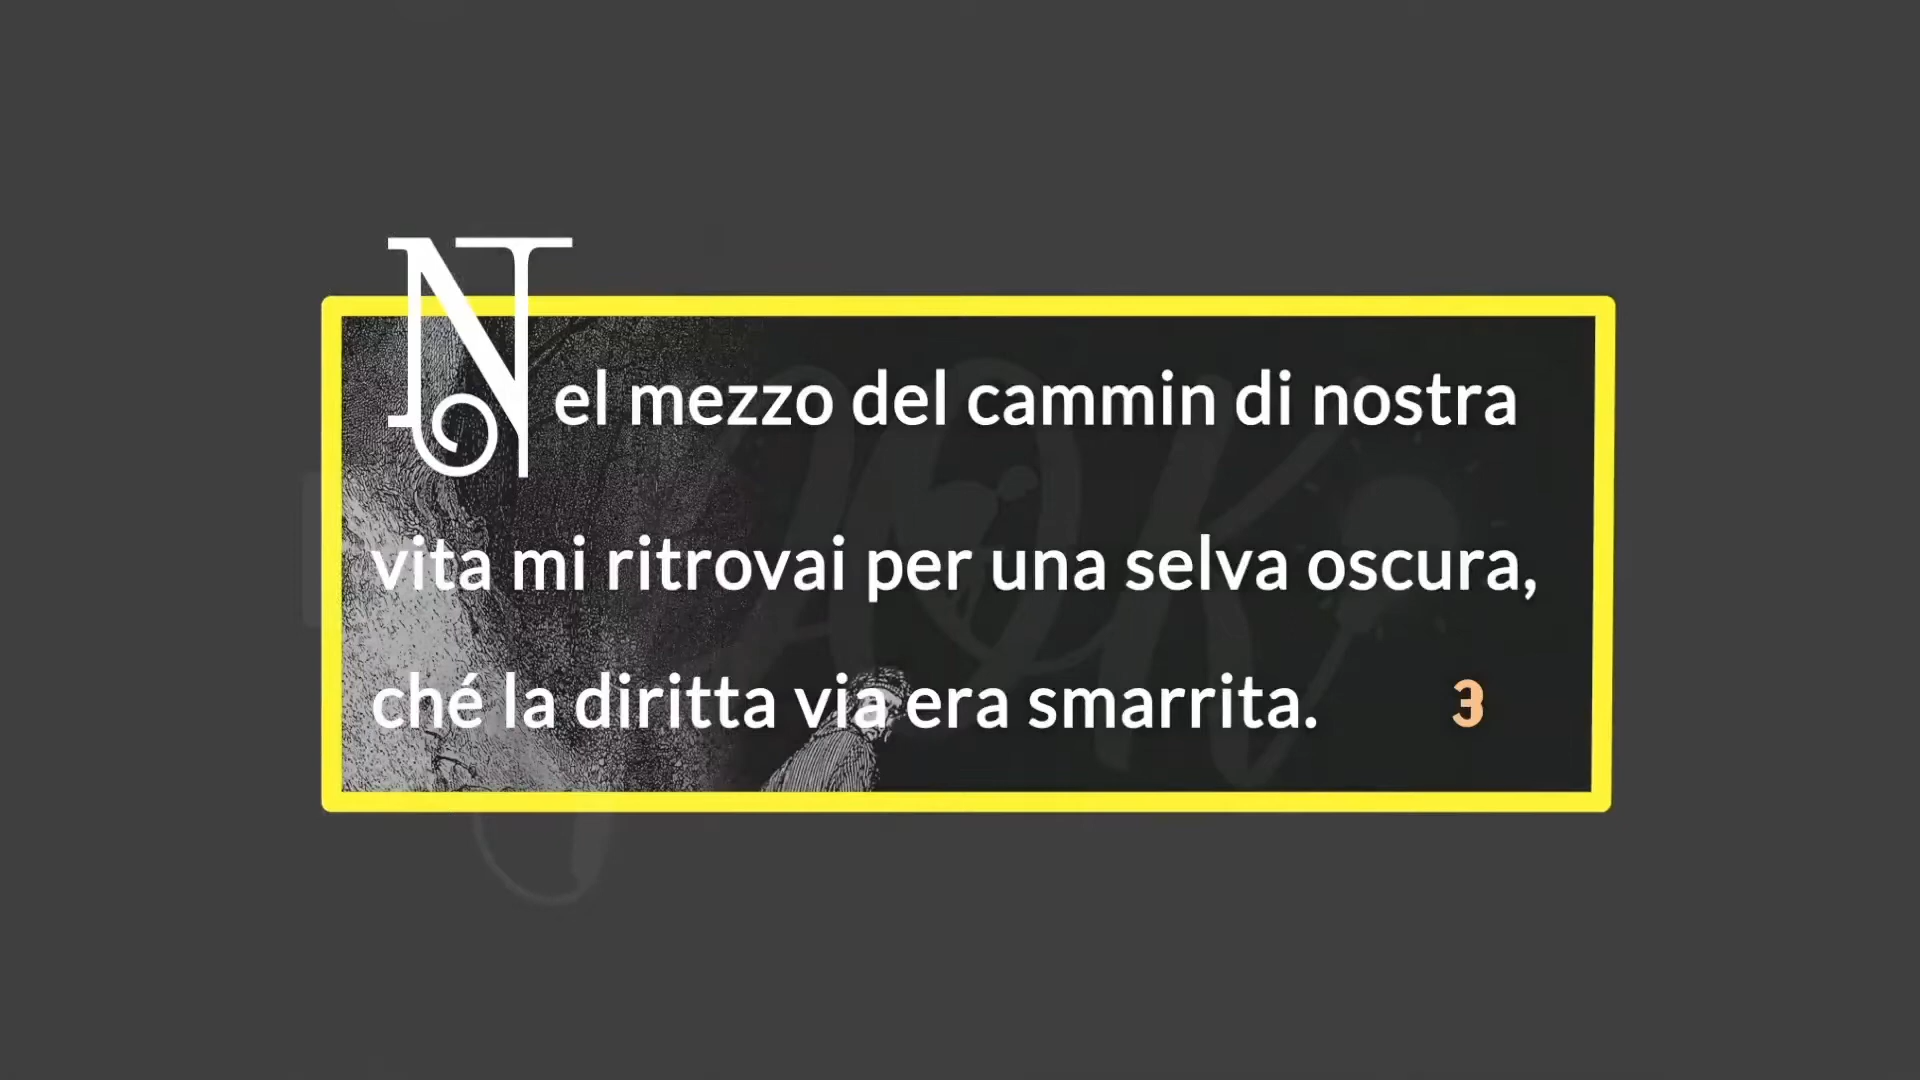 Nel mezzo del cammin di nostra
vita mi ritrovai per una selva oscura,
ché la diritta via era smarrita. 3